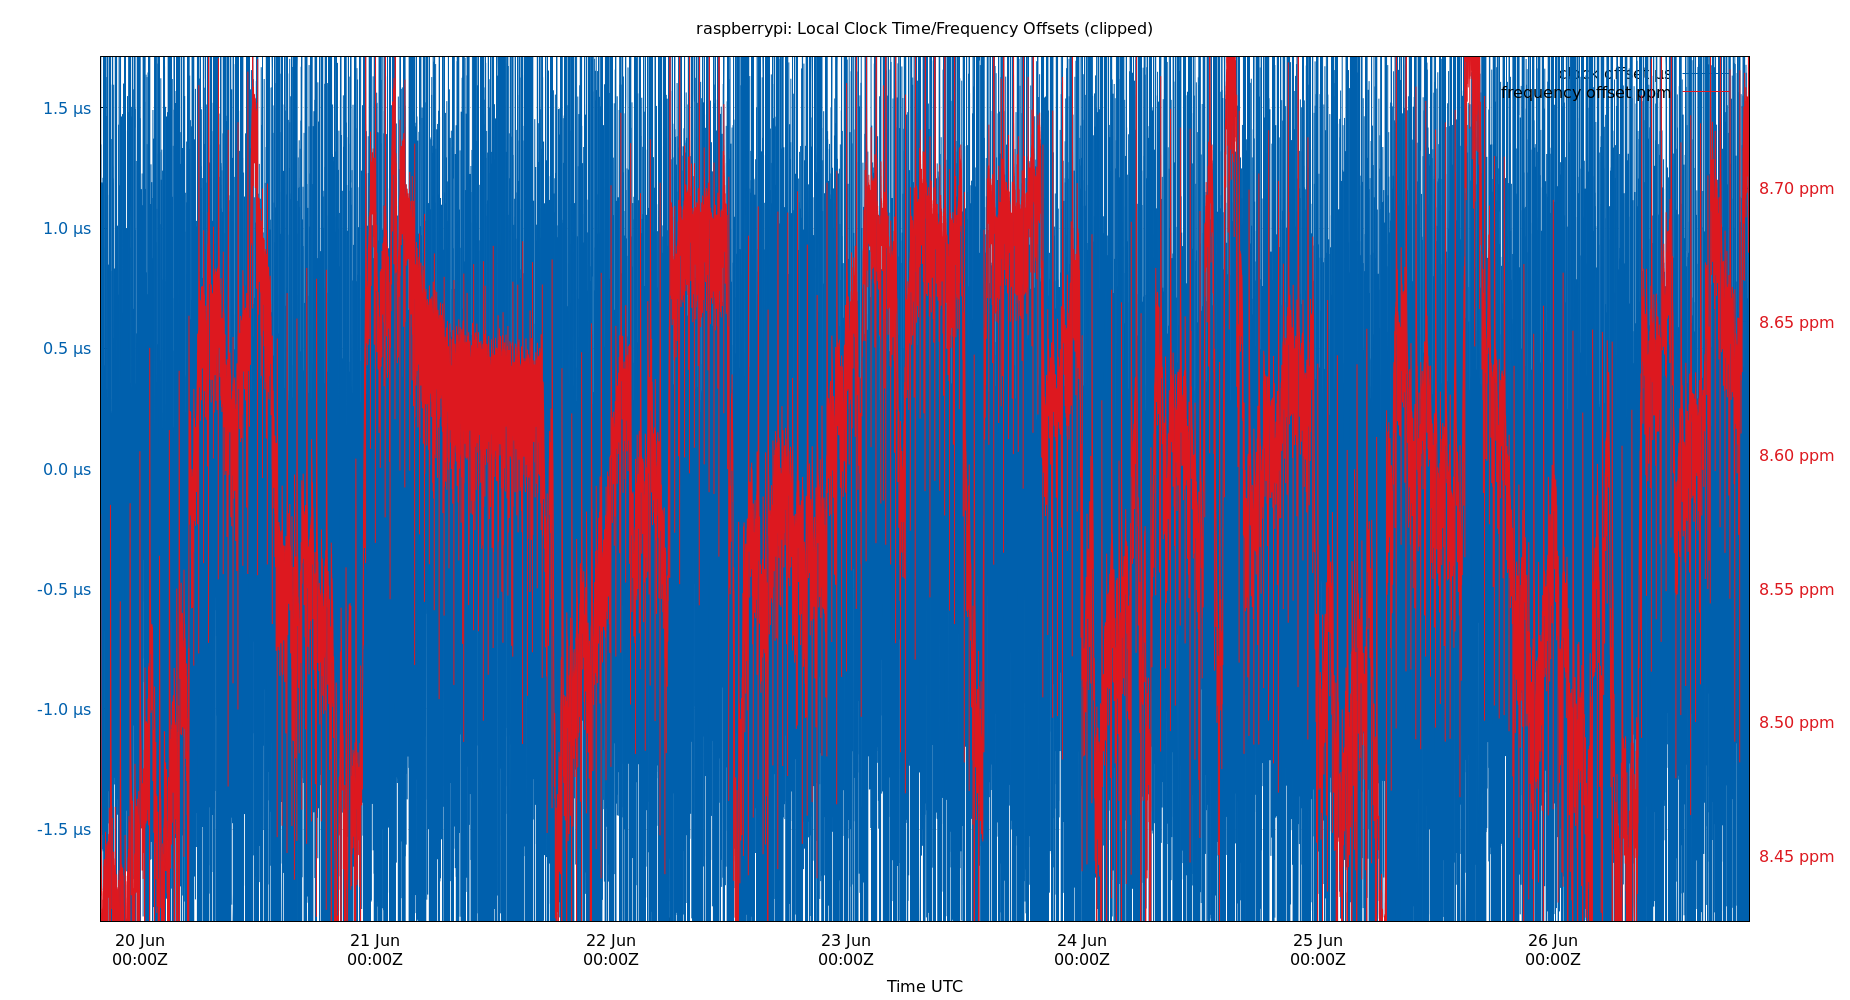 raspberrypi: Local Clock Time/Frequency Offsets (clipped)
clock offset µs
frequency offset ppm
1.5 µs
1.0 µs
0.5 µs
0.0 µs
-0.5 µs
-1.0 µs
-1.5 µs
8.70 ppm
8.65 ppm
8.60 ppm
8.55 ppm
8.50 ppm
8.45 ppm
20 Jun
00:00Z
21 Jun
00:00Z
22 Jun
00:00Z
23 Jun
00:00Z
24 Jun
00:00Z
25 Jun
00:00Z
26 Jun
00:00Z
Time UTC